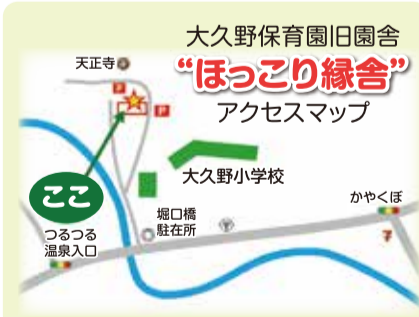 大久野保育園旧園舎
“ほっこり縁舎”
アクセスマップ
天正寺
P
P
大久野小学校
ここ
かやくぼ
堀口橋
駐在所
つるつる
温泉入口
7